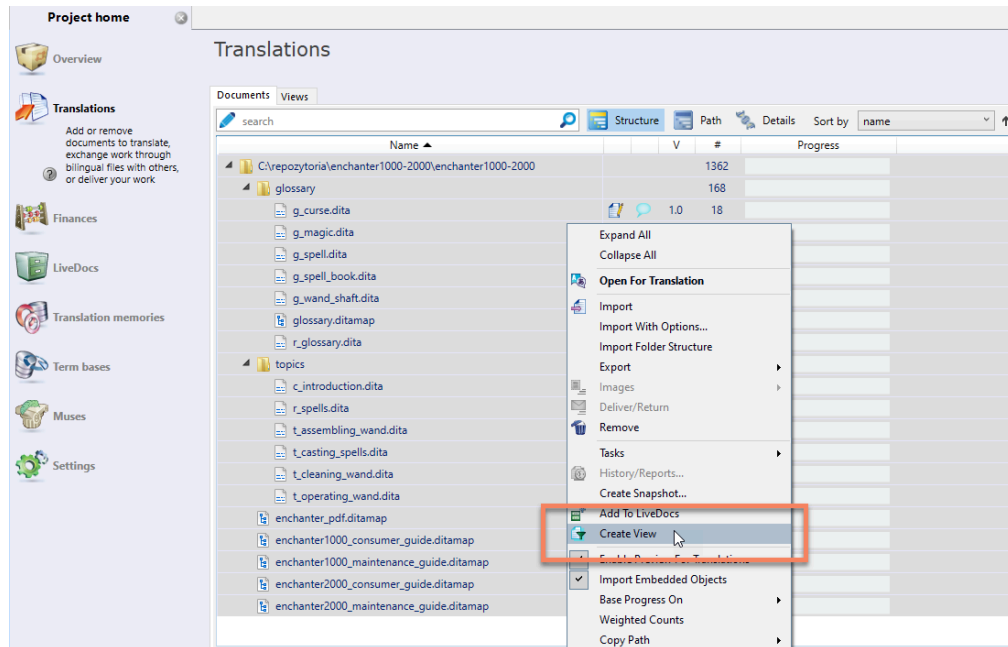 Project home
Overview
Translations
Add or remove
documents to translate,
exchange work through
bilingual files with others,
or deliver your work
Finances
LiveDocs
Translation memories
Term bases
Muses
Settings
Translations
Documents Views
search Structure Path Details Sort by name
Name V # Progress
C:\repozytoria\enchanter1000-2000\enchanter1000-2000 1362
glossary 168
g_curse.dita 1.0 18
g_magic.dita
g_spell.dita
g_spell_book.dita
g_wand_shaft.dita
glossary.ditamap
r_glossary.dita
topics
c_introduction.dita
r_spells.dita
t_assembling_wand.dita
t_casting_spells.dita
t_cleaning_wand.dita
t_operating_wand.dita
enchanter_pdf.ditamap
enchanter1000_consumer_guide.ditamap
enchanter1000_maintenance_guide.ditamap
enchanter2000_consumer_guide.ditamap
enchanter2000_maintenance_guide.ditamap
Expand All
Collapse All
Open For Translation
Import
Import With Options...
Import Folder Structure
Export
Images
Deliver/Return
Remove
Tasks
History/Reports...
Create Snapshot...
Add To LiveDocs
Create View
Enable Preview For Translations
Import Embedded Objects
Base Progress On
Weighted Counts
Copy Path